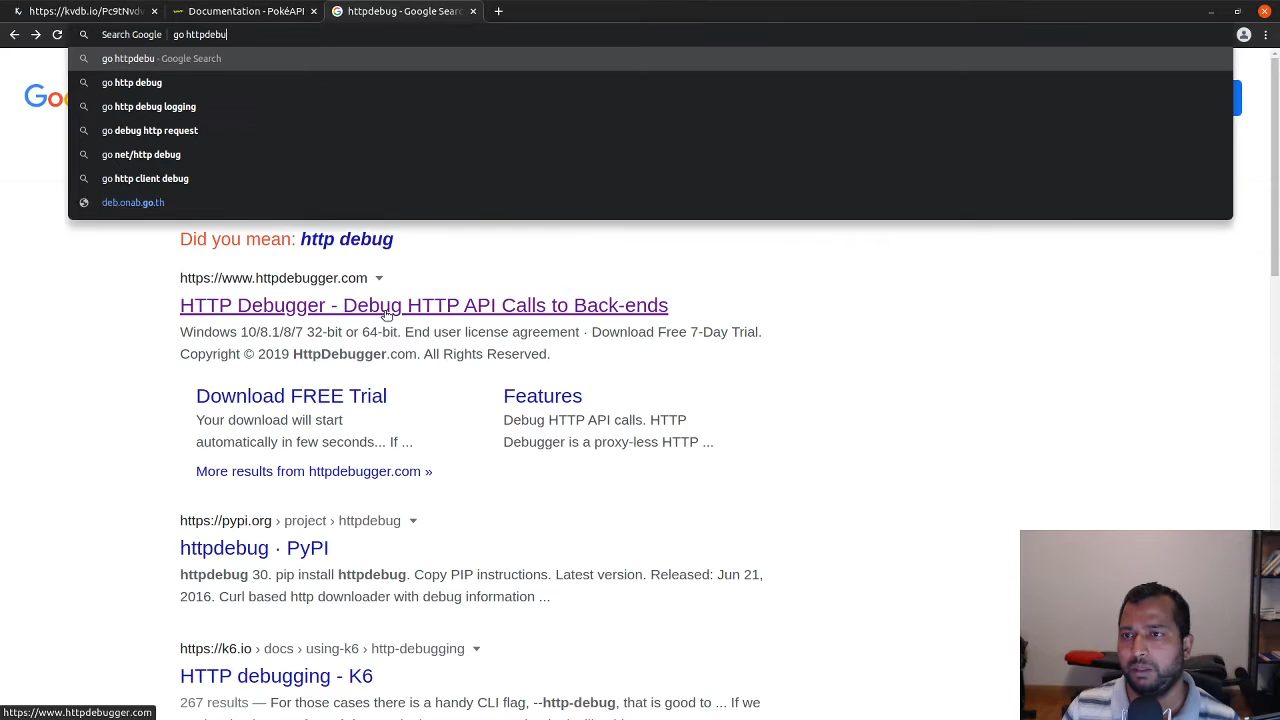 https://kvdb.io/Pc9tNvdv
Documentation - PokéAPI
httpdebug - Google Searc
Search Google
go httpdebu
go httpdebu - Google Search
go http debug
go http debug logging
go debug http request
go net/http debug
go http client debug
deb.onab.go.th
Goo
Did you mean: http debug
https://www.httpdebugger.com
HTTP Debugger - Debug HTTP API Calls to Back-ends
Windows 10/8.1/8/7 32-bit or 64-bit. End user license agreement · Download Free 7-Day Trial.
Copyright © 2019 HttpDebugger.com. All Rights Reserved.
Download FREE Trial
Your download will start
automatically in few seconds... If ...
Features
Debug HTTP API calls. HTTP
Debugger is a proxy-less HTTP ...
More results from httpdebugger.com »
https://pypi.org › project › httpdebug
httpdebug · PyPI
httpdebug 30. pip install httpdebug. Copy PIP instructions. Latest version. Released: Jun 21,
2016. Curl based http downloader with debug information ...
https://k6.io › docs › using-k6 › http-debugging
HTTP debugging - K6
267 results — For those cases there is a handy CLI flag, --http-debug, that is good to ... If we
https://www.httpdebugger.com